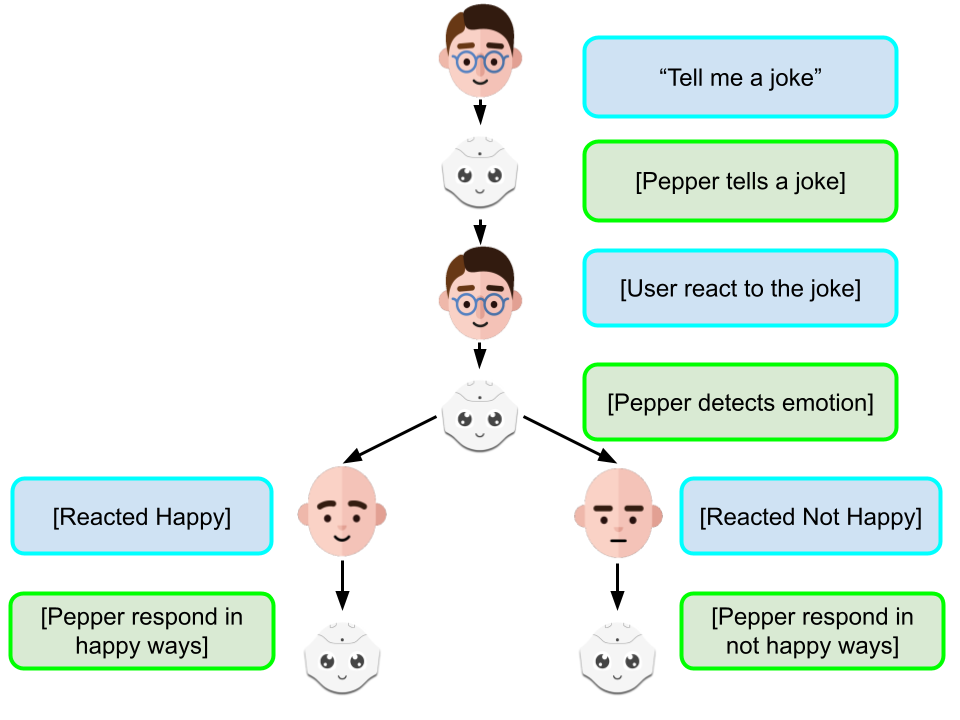 “Tell me a joke”
[Pepper tells a joke]
[User react to the joke]
[Pepper detects emotion]
[Reacted Happy]
[Reacted Not Happy]
[Pepper respond in
happy ways]
[Pepper respond in
not happy ways]